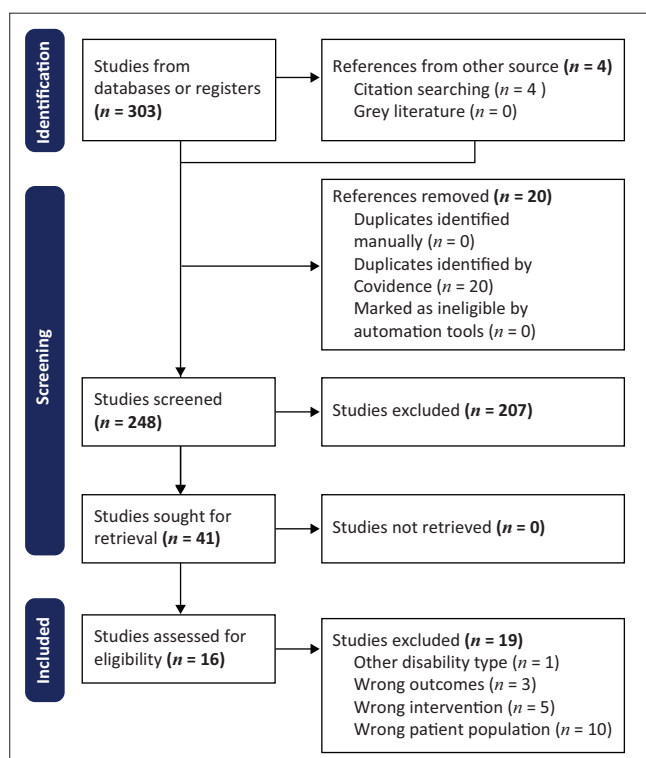 Identification
Studies from
databases or registers
(n = 303)
References from other source (n = 4)
Citation searching (n = 4 )
Grey literature (n = 0)
Screening
References removed (n = 20)
Duplicates identified
manually (n = 0)
Duplicates identified by
Covidence (n = 20)
Marked as ineligible by
automation tools (n = 0)
Studies screened
(n = 248)
Studies excluded (n = 207)
Studies sought for
retrieval (n = 41)
Studies not retrieved (n = 0)
Included
Studies assessed for
eligibility (n = 16)
Studies excluded (n = 19)
Other disability type (n = 1)
Wrong outcomes (n = 3)
Wrong intervention (n = 5)
Wrong patient population (n = 10)